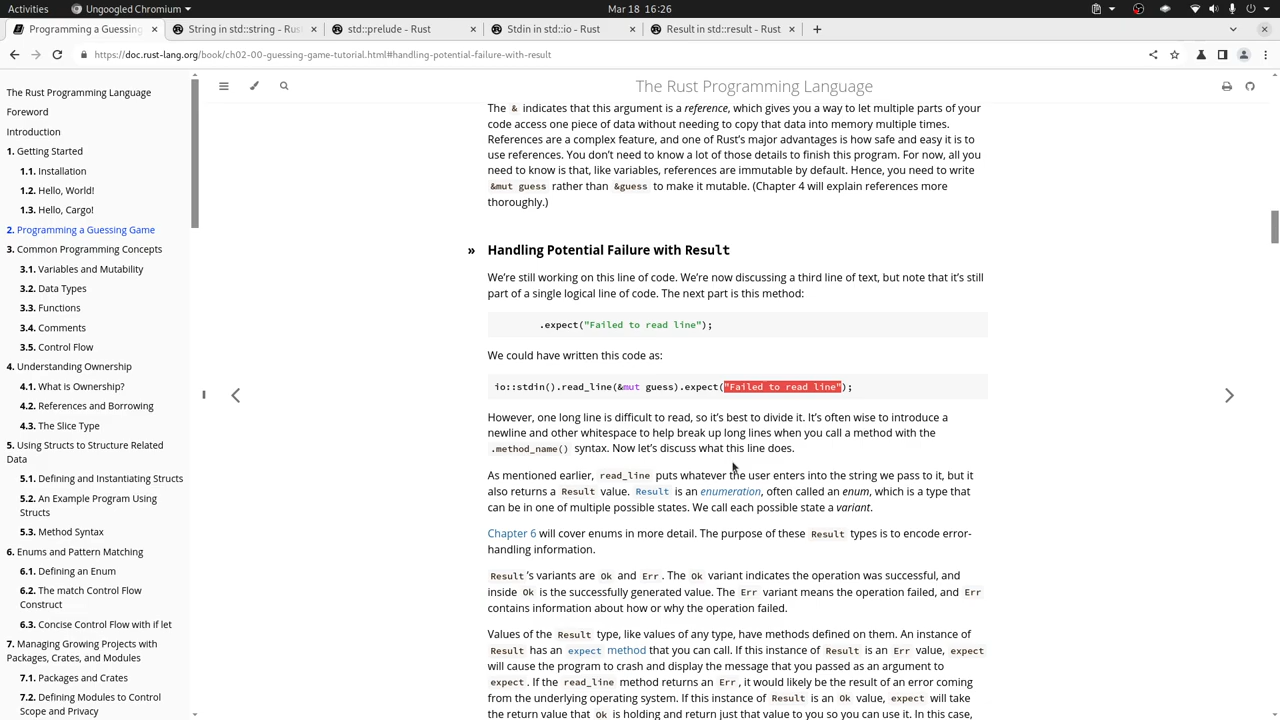 Activities
Ungoogled Chromium
Mar 18 16:26
Programming a Guessing
String in std::string - Rust
std::prelude - Rust
Stdin in std::io - Rust
Result in std::result - Rust
https://doc.rust-lang.org/book/ch02-00-guessing-game-tutorial.html#handling-potential-failure-with-result
The Rust Programming Language
Foreword
Introduction
1. Getting Started
1.1. Installation
1.2. Hello, World!
1.3. Hello, Cargo!
2. Programming a Guessing Game
3. Common Programming Concepts
3.1. Variables and Mutability
3.2. Data Types
3.3. Functions
3.4. Comments
3.5. Control Flow
4. Understanding Ownership
4.1. What is Ownership?
4.2. References and Borrowing
4.3. The Slice Type
5. Using Structs to Structure Related
Data
5.1. Defining and Instantiating Structs
5.2. An Example Program Using
Structs
5.3. Method Syntax
6. Enums and Pattern Matching
6.1. Defining an Enum
6.2. The match Control Flow
Construct
6.3. Concise Control Flow with if let
7. Managing Growing Projects with
Packages, Crates, and Modules
7.1. Packages and Crates
7.2. Defining Modules to Control
Scope and Privacy
The Rust Programming Language
The & indicates that this argument is a reference, which gives you a way to let multiple parts of your
code access one piece of data without needing to copy that data into memory multiple times.
References are a complex feature, and one of Rust’s major advantages is how safe and easy it is to
use references. You don’t need to know a lot of those details to finish this program. For now, all you
need to know is that, like variables, references are immutable by default. Hence, you need to write
&mut guess rather than &guess to make it mutable. (Chapter 4 will explain references more
thoroughly.)
» Handling Potential Failure with Result
We’re still working on this line of code. We’re now discussing a third line of text, but note that it’s still
part of a single logical line of code. The next part is this method:
.expect("Failed to read line");
We could have written this code as:
io::stdin().read_line(&mut guess).expect("Failed to read line");
However, one long line is difficult to read, so it’s best to divide it. It’s often wise to introduce a
newline and other whitespace to help break up long lines when you call a method with the
.method_name() syntax. Now let’s discuss what this line does.
As mentioned earlier, read_line puts whatever the user enters into the string we pass to it, but it
also returns a Result value. Result is an enumeration, often called an enum, which is a type that
can be in one of multiple possible states. We call each possible state a variant.
Chapter 6 will cover enums in more detail. The purpose of these Result types is to encode error-
handling information.
Result’s variants are Ok and Err. The Ok variant indicates the operation was successful, and
inside Ok is the successfully generated value. The Err variant means the operation failed, and Err
contains information about how or why the operation failed.
Values of the Result type, like values of any type, have methods defined on them. An instance of
Result has an expect method that you can call. If this instance of Result is an Err value, expect
will cause the program to crash and display the message that you passed as an argument to
expect. If the read_line method returns an Err, it would likely be the result of an error coming
from the underlying operating system. If this instance of Result is an Ok value, expect will take
the return value that Ok is holding and return just that value to you so you can use it. In this case,